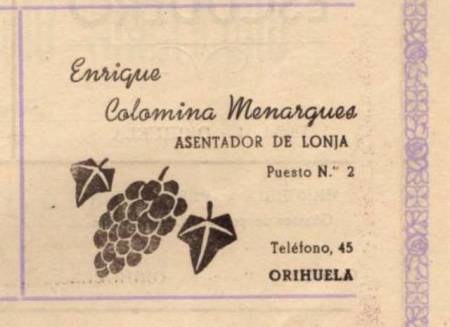 Enrique
Colomina Menargues
ASENTADOR DE LONJA
Puesto N.º 2
Teléfono, 45
ORIHUELA